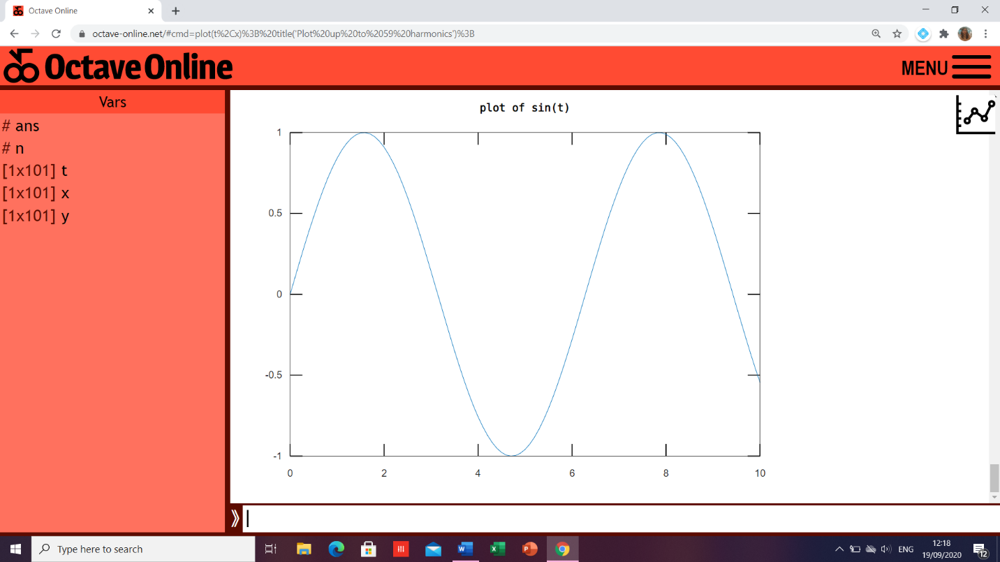 Octave Online
octave-online.net/#cmd=plot(t%2Cx)%3B%20title('Plot%20up%20to%2059%20harmonics')%3B
Octave Online
MENU
Vars
# ans
# n
[1x101] t
[1x101] x
[1x101] y
plot of sin(t)
1
0.5
0
-0.5
-1
0 2 4 6 8 10
Type here to search
ENG
12:18
19/09/2020
12